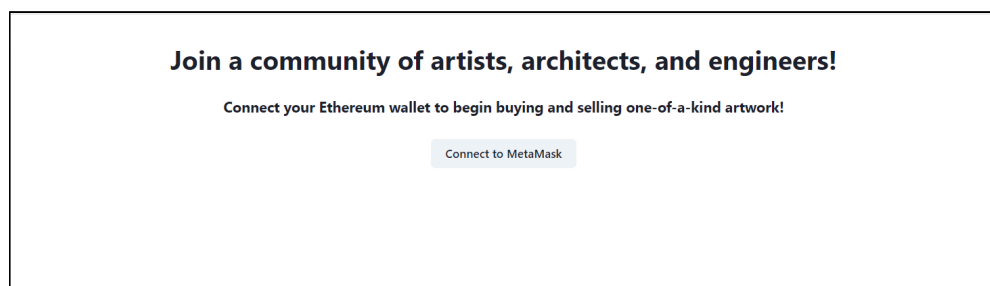 Join a community of artists, architects, and engineers!
Connect your Ethereum wallet to begin buying and selling one-of-a-kind artwork!
Connect to MetaMask